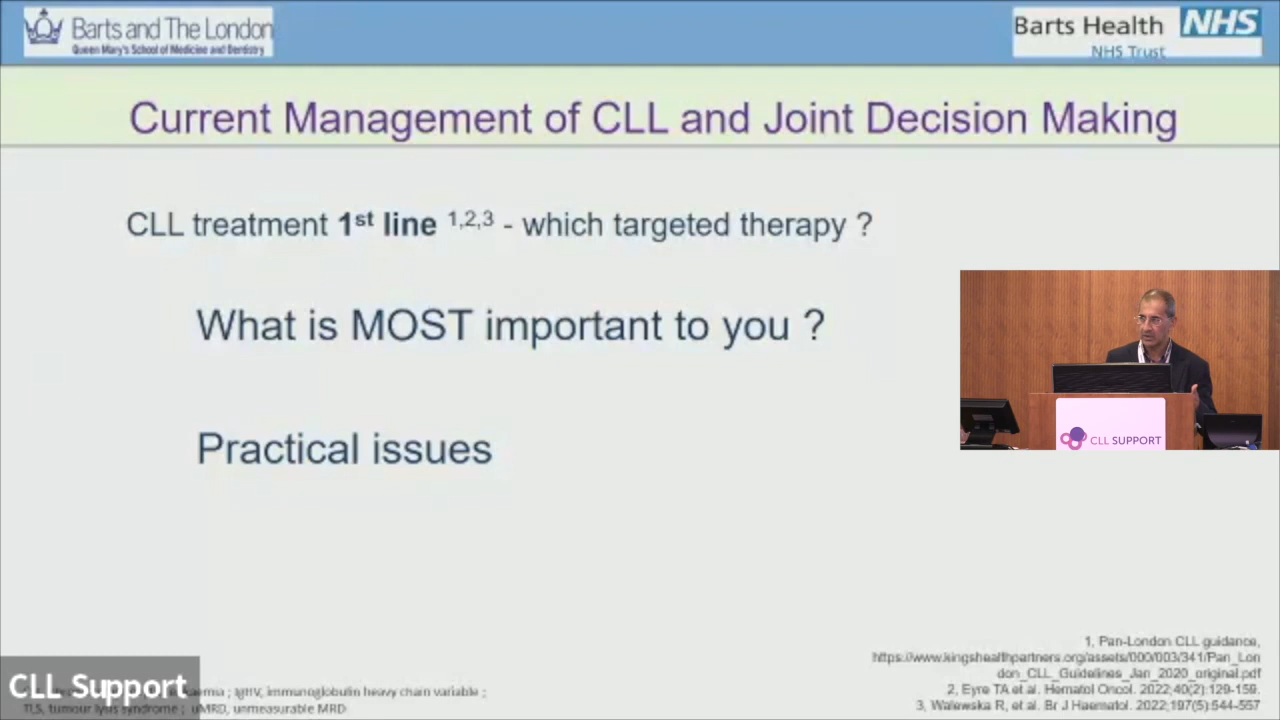 Barts and The London
Queen Mary's School of Medicine and Dentistry
Barts Health NHS
NHS Trust
Current Management of CLL and Joint Decision Making
CLL treatment 1st line 1,2,3 - which targeted therapy ?
What is MOST important to you ?
Practical issues
CLL SUPPORT
1, Pan-London CLL guidance,
https://www.kingshealthpartners.org/assets/000/003/341/Pan_Lon
don_CLL_Guidelines_Jan_2020_original.pdf
2, Eyre TA et al. Hematol Oncol. 2022;40(2):129-159.
3, Walewska R, et al. Br J Haematol. 2022;197(5):544-557
CLL Support
; IgHV, immunoglobulin heavy chain variable ;
TLS, tumour lysis syndrome ; uMRD, unmeasurable MRD